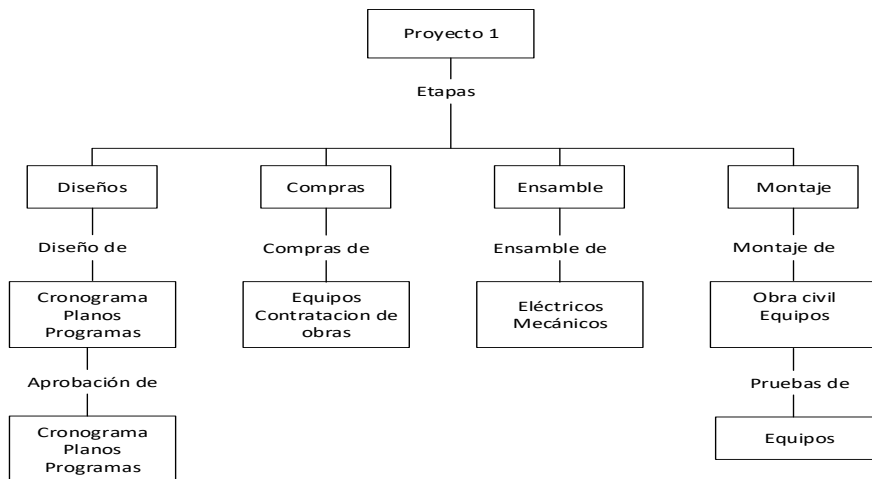 Proyecto 1
Etapas
Diseños
Compras
Ensamble
Montaje
Diseño de
Compras de
Ensamble de
Montaje de
Cronograma
Planos
Programas
Equipos
Contratacion de
obras
Eléctricos
Mecánicos
Obra civil
Equipos
Aprobación de
Pruebas de
Cronograma
Planos
Programas
Equipos